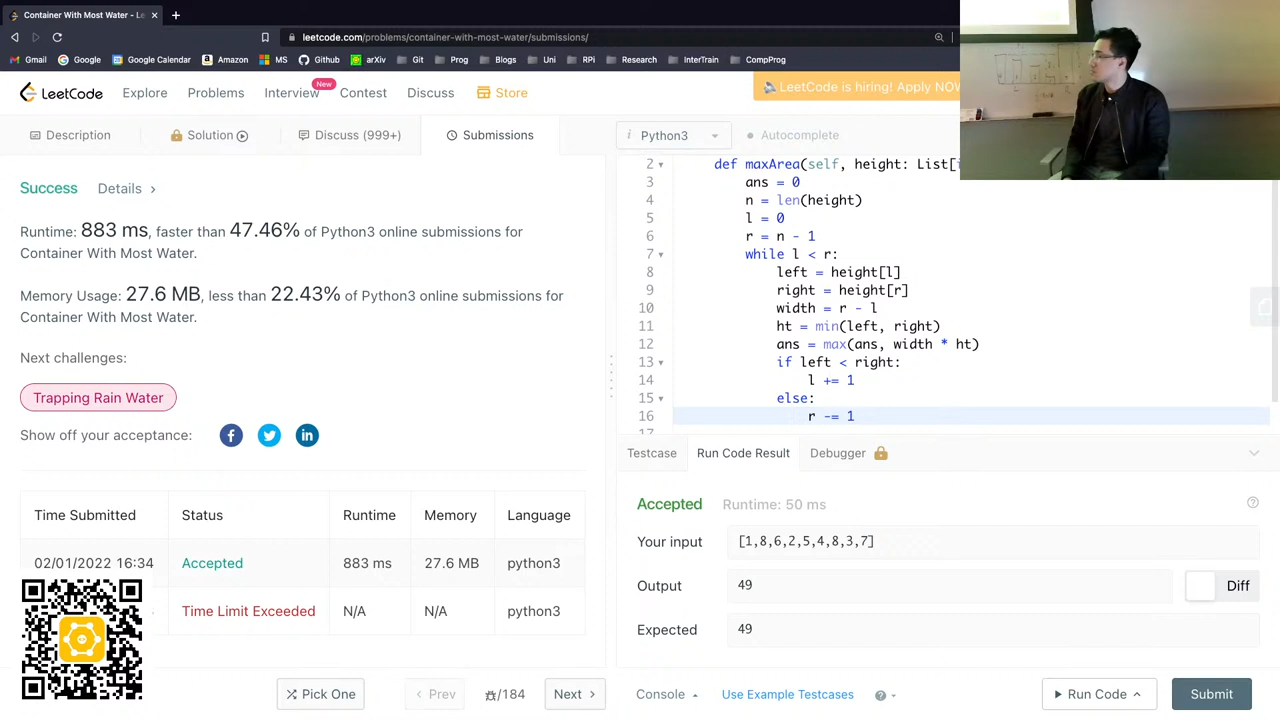 Container With Most Water - Le
leetcode.com/problems/container-with-most-water/submissions/
Gmail Google Google Calendar Amazon MS Github arXiv Git Prog Blogs Uni RPi Research InterTrain CompProg
LeetCode Explore Problems Interview New Contest Discuss Store
LeetCode is hiring! Apply NOW
Description Solution Discuss (999+) Submissions
Success Details
Runtime: 883 ms, faster than 47.46% of Python3 online submissions for
Container With Most Water.
Memory Usage: 27.6 MB, less than 22.43% of Python3 online submissions for
Container With Most Water.
Next challenges:
Trapping Rain Water
Show off your acceptance:
Time Submitted Status Runtime Memory Language
02/01/2022 16:34 Accepted 883 ms 27.6 MB python3
Time Limit Exceeded N/A N/A python3
Pick One Prev /184 Next
i Python3 Autocomplete
2 def maxArea(self, height: List[i
3 ans = 0
4 n = len(height)
5 l = 0
6 r = n - 1
7 while l < r:
8 left = height[l]
9 right = height[r]
10 width = r - l
11 ht = min(left, right)
12 ans = max(ans, width * ht)
13 if left < right:
14 l += 1
15 else:
16 r -= 1
17
Testcase Run Code Result Debugger
Accepted Runtime: 50 ms
Your input [1,8,6,2,5,4,8,3,7]
Output 49 Diff
Expected 49
Console Use Example Testcases Run Code Submit